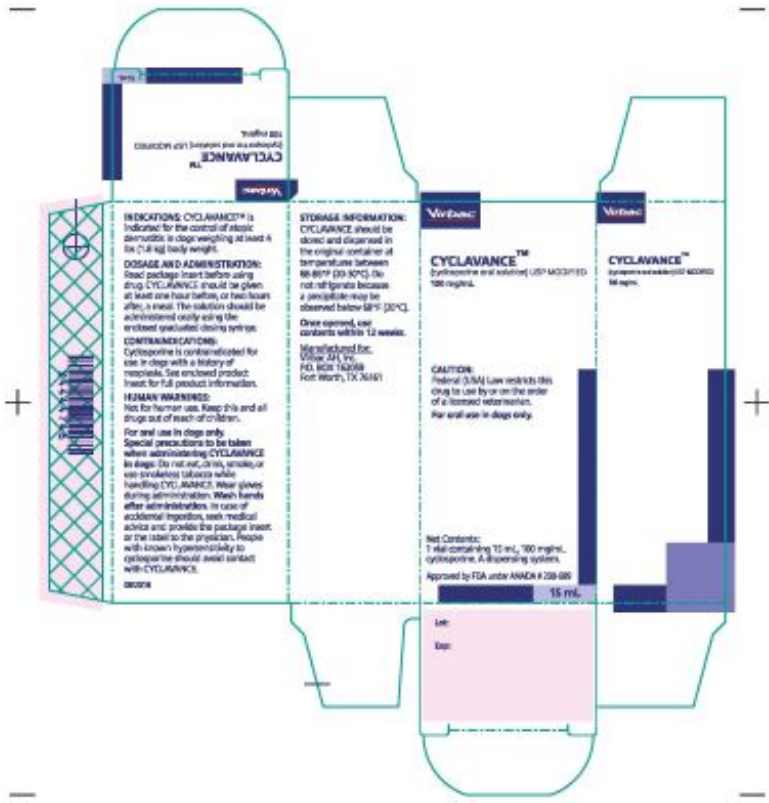 15 mL
100 mg/mL
(cyclosporine oral solution) USP MODIFIED
CYCLAVANCE™
Virbac
INDICATIONS: CYCLAVANCE™ is
indicated for the control of atopic
dermatitis in dogs weighing at least 4
lbs (1.8 kg) body weight.
DOSAGE AND ADMINISTRATION:
Read package insert before using
drug. CYCLAVANCE should be given
at least one hour before, or two hours
after, a meal. The solution should be
administered orally using the
enclosed graduated dosing syringe.
CONTRAINDICATIONS:
Cyclosporine is contraindicated for
use in dogs with a history of
neoplasia. See enclosed product
insert for full product information.
HUMAN WARNINGS:
Not for human use. Keep this and all
drugs out of reach of children.
For oral use in dogs only.
Special precautions to be taken
when administering CYCLAVANCE
in dogs: Do not eat, drink, smoke, or
use smokeless tobacco while
handling CYCLAVANCE. Wear gloves
during administration. Wash hands
after administration. In case of
accidental ingestion, seek medical
advice and provide the package insert
or the label to the physician. People
with known hypersensitivity to
cyclosporine should avoid contact
with CYCLAVANCE.
STORAGE INFORMATION:
CYCLAVANCE should be
stored and dispensed in
the original container at
temperatures between
(20-30°C). Do
not refrigerate because
a precipitate may be
observed below 68°F (20°C).
Once opened, use
contents within 12 weeks.
Manufactured for:
Virbac AH, Inc.
P.O. BOX
Fort Worth, TX 76161
Virbac
CYCLAVANCE™
(cyclosporine oral solution) USP MODIFIED
100 mg/mL
CAUTION:
Federal (USA) Law restricts this
drug to use by or on the order
of a licensed veterinarian.
For oral use in dogs only.
Net Contents:
1 vial containing 15 mL, 100 mg/mL
cyclosporine. A dispensing system.
Approved by FDA under ANADA #
15 mL
Lot:
Exp:
Virbac
CYCLAVANCE™
(cyclosporine oral solution) USP MODIFIED
100 mg/mL